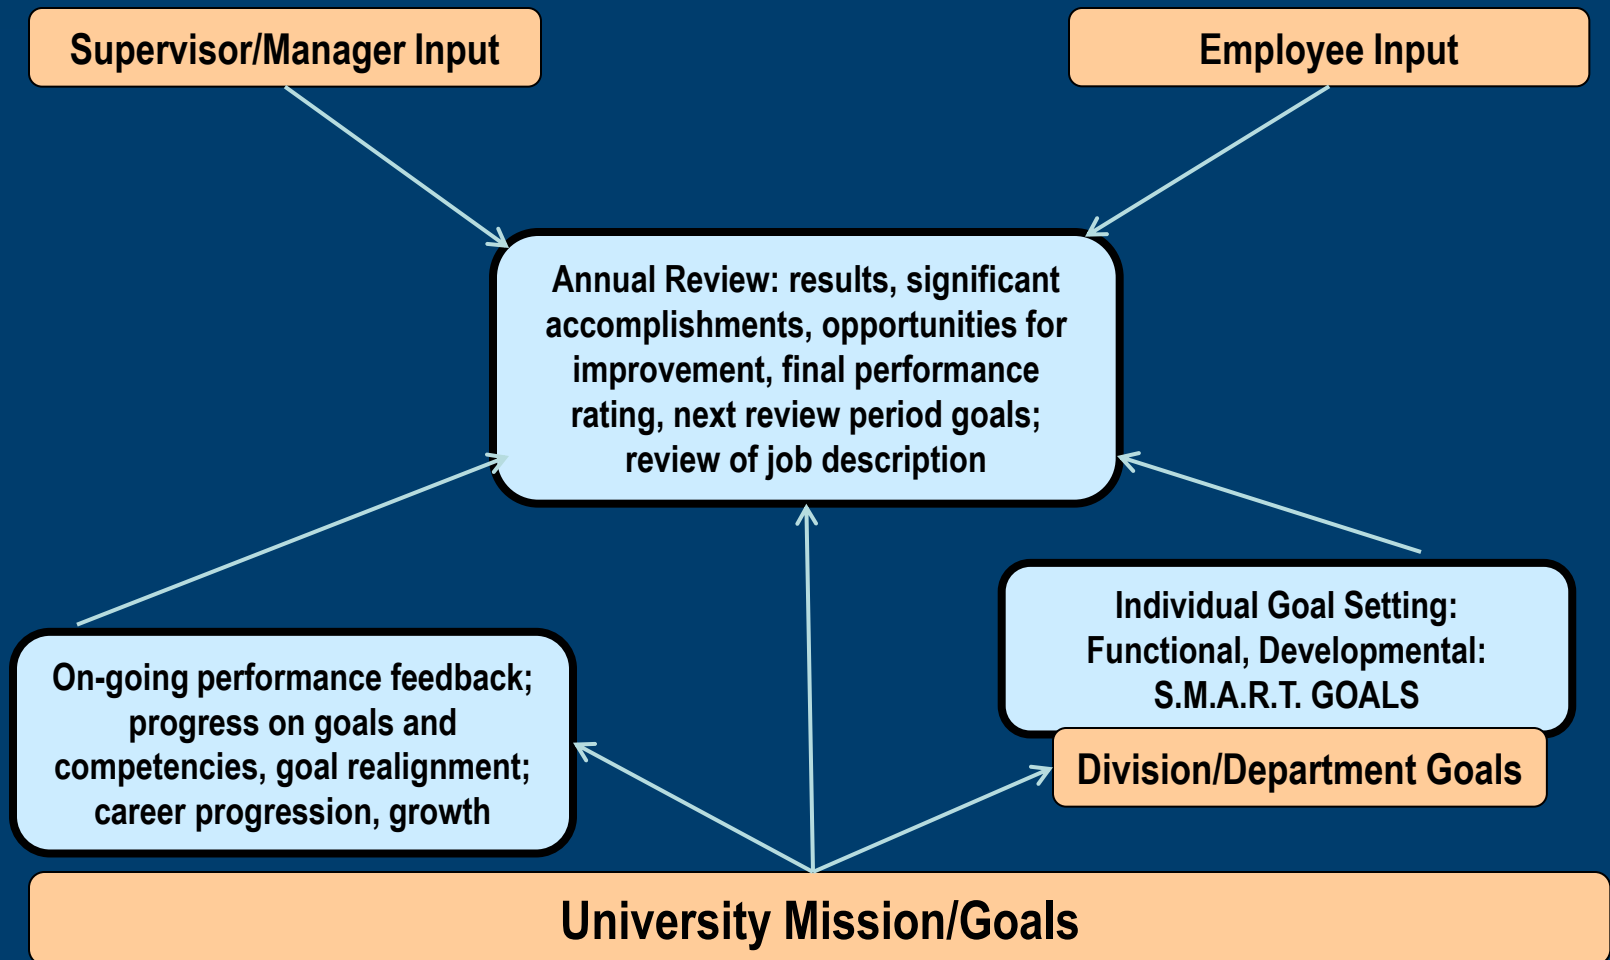 Supervisor/Manager Input
Employee Input
Annual Review: results, significant
accomplishments, opportunities for
improvement, final performance
rating, next review period goals;
review of job description
Individual Goal Setting:
Functional, Developmental:
S.M.A.R.T. GOALS
On-going performance feedback;
progress on goals and
competencies, goal realignment;
career progression, growth
Division/Department Goals
University Mission/Goals